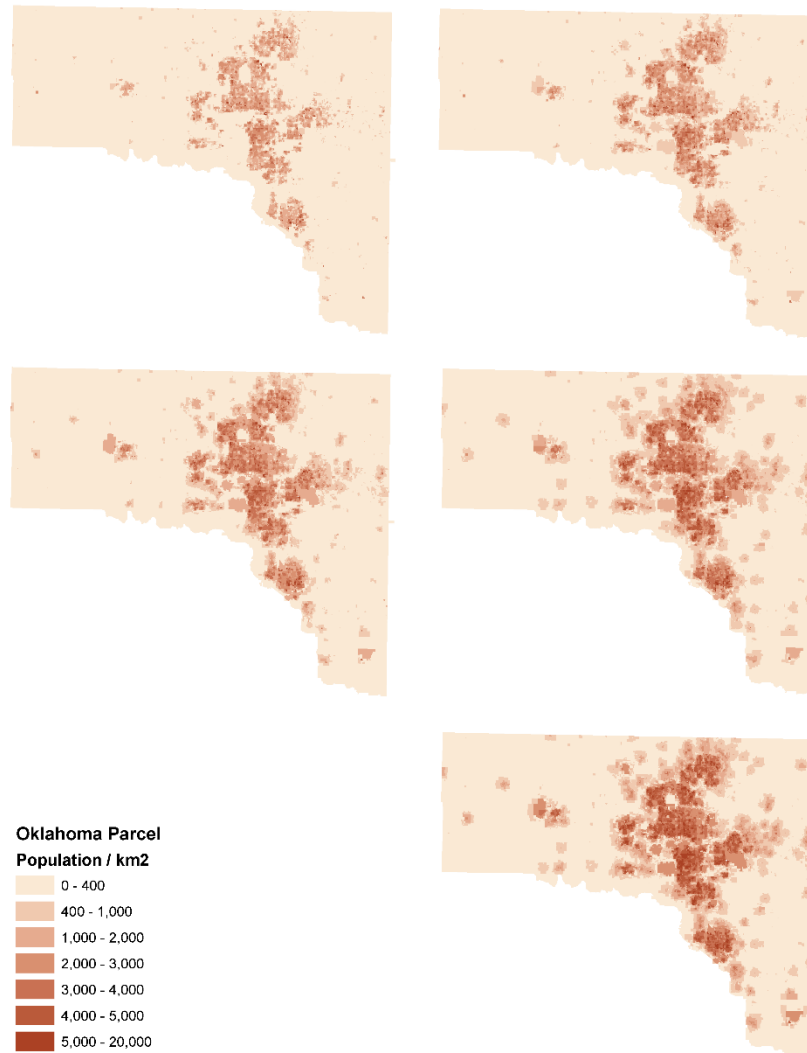 Oklahoma Parcel
Population / km2
0 - 400
400 - 1,000
1,000 - 2,000
2,000 - 3,000
3,000 - 4,000
4,000 - 5,000
5,000 - 20,000